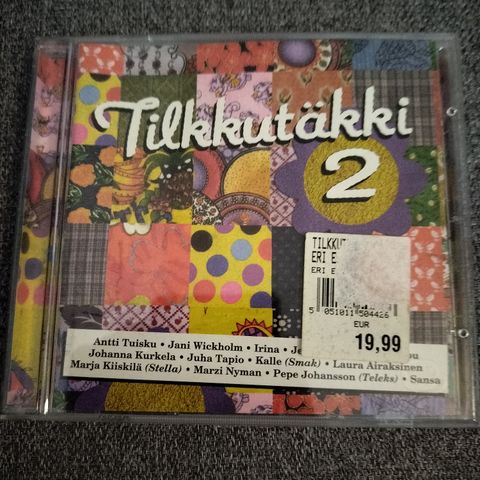 Tilkkutäkki
2
TILKKUT
ERI E
ERI E
5 051011 504426
EUR
19,99
Antti Tuisku • Jani Wickholm • Irina • Je
Johanna Kurkela • Juha Tapio • Kalle (Smak) • Laura Airaksinen
Marja Kiiskilä (Stella) • Marzi Nyman • Pepe Johansson (Teleks) • Sansa